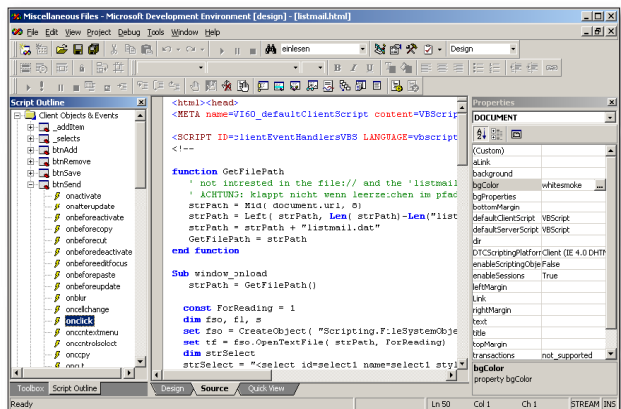 Miscellaneous Files - Microsoft Development Environment [design] - [listmail.html]
File Edit View Project Debug Tools Window Help
einlesen
Design
B I U
Script Outline
Client Objects & Events
_addItem
_selects
btnAdd
btnRemove
btnSave
btnSend
onactivate
onafterupdate
onbeforeactivate
onbeforecopy
onbeforecut
onbeforedeactivate
onbeforeeditfocus
onbeforepaste
onbeforeupdate
onblur
oncellchange
onclick
oncontextmenu
oncontrolselect
oncopy
Toolbox Script Outline
<html><head>
<META name=VI60_defaultClientScript content=VBScrip
<SCRIPT ID=clientEventHandlersVBS LANGUAGE=vbscript
<!--
function GetFilePath
' not intrested in the file:// and the 'listmail
' ACHTUNG: klappt nicht wenn leerzeichen im pfad
strPath = Mid( document.url, 8)
strPath = Left( strPath, Len( strPath)-Len("list
strPath = strPath + "listmail.dat"
GetFilePath = strPath
end function
Sub window_onload
strPath = GetFilePath()
const ForReading = 1
dim fso, fl, s
set fso = CreateObject( "Scripting.FileSystemObje
set tf = fso.OpenTextFile( strPath, ForReading)
dim strSelect
strSelect = "<select id=select1 name=select1 styl
Design Source Quick View
Properties
DOCUMENT
(Custom)
aLink
background
bgColor whitesmoke ...
bgProperties
bottomMargin
defaultClientScript VBScript
defaultServerScript VBScript
dir
DTCScriptingPlatforr Client (IE 4.0 DHTM
enableScriptingObje False
enableSessions True
leftMargin
Link
rightMargin
text
title
topMargin
transactions not_supported
bgColor
property bgColor
Ready Ln 50 Col 1 Ch 1 STREAM INS